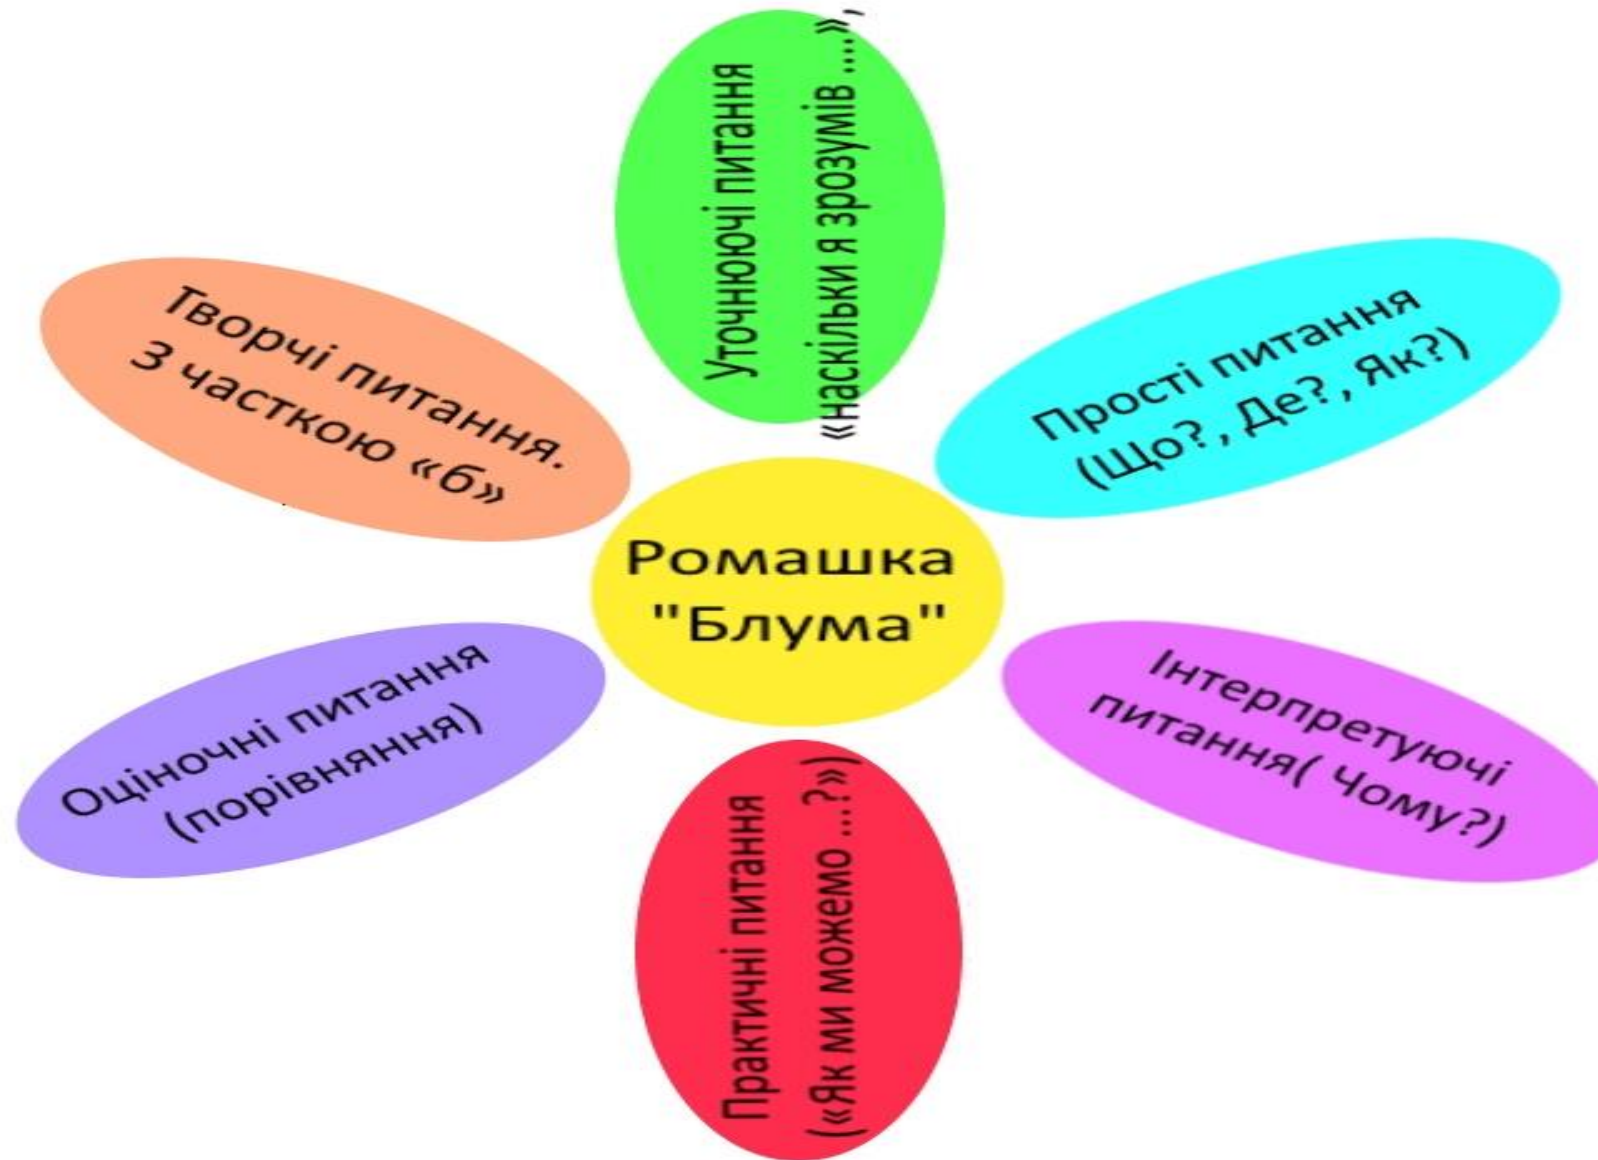 Уточнюючі питання
«наскільки я зрозумів ....»,
Прості питання
(Що?, Де?, Як?)
Інтерпретуючі
питання( Чому?)
Практичні питання
(«Як ми можемо ...?»)
Оціночні питання
(порівняння)
Творчі питання.
З часткою «б»
Ромашка
"Блума"